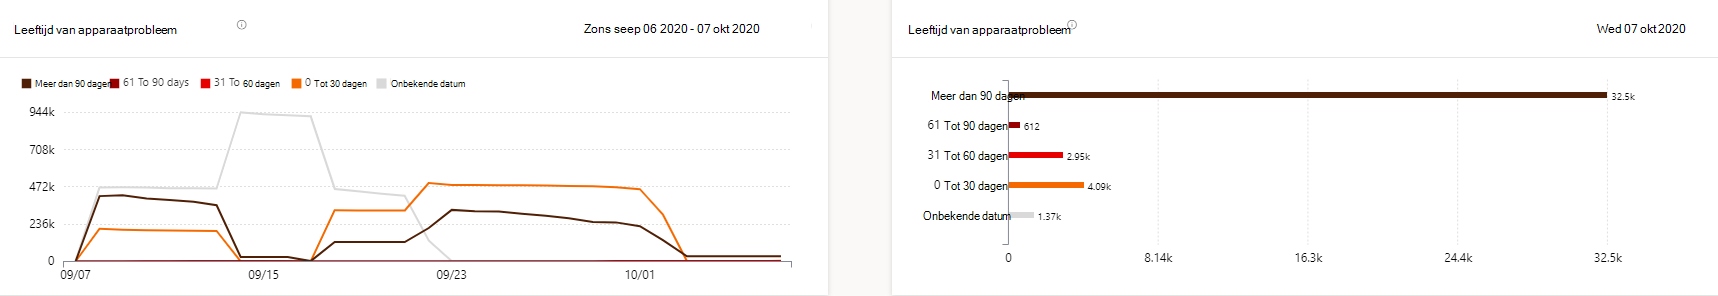 Leeftijd van apparaatprobleem
Zons seep 06 2020 - 07 okt 2020
Meer dan 90 dagen 61 To 90 days 31 To 60 dagen 0 Tot 30 dagen Onbekende datum
944k
708k
472k
236k
0
09/07 09/15 09/23 10/01
Leeftijd van apparaatprobleem
Wed 07 okt 2020
Meer dan 90 dagen 32.5k
61 Tot 90 dagen 612
31 Tot 60 dagen 2.95k
0 Tot 30 dagen 4.09k
Onbekende datum 1.37k
0 8.14k 16.3k 24.4k 32.5k